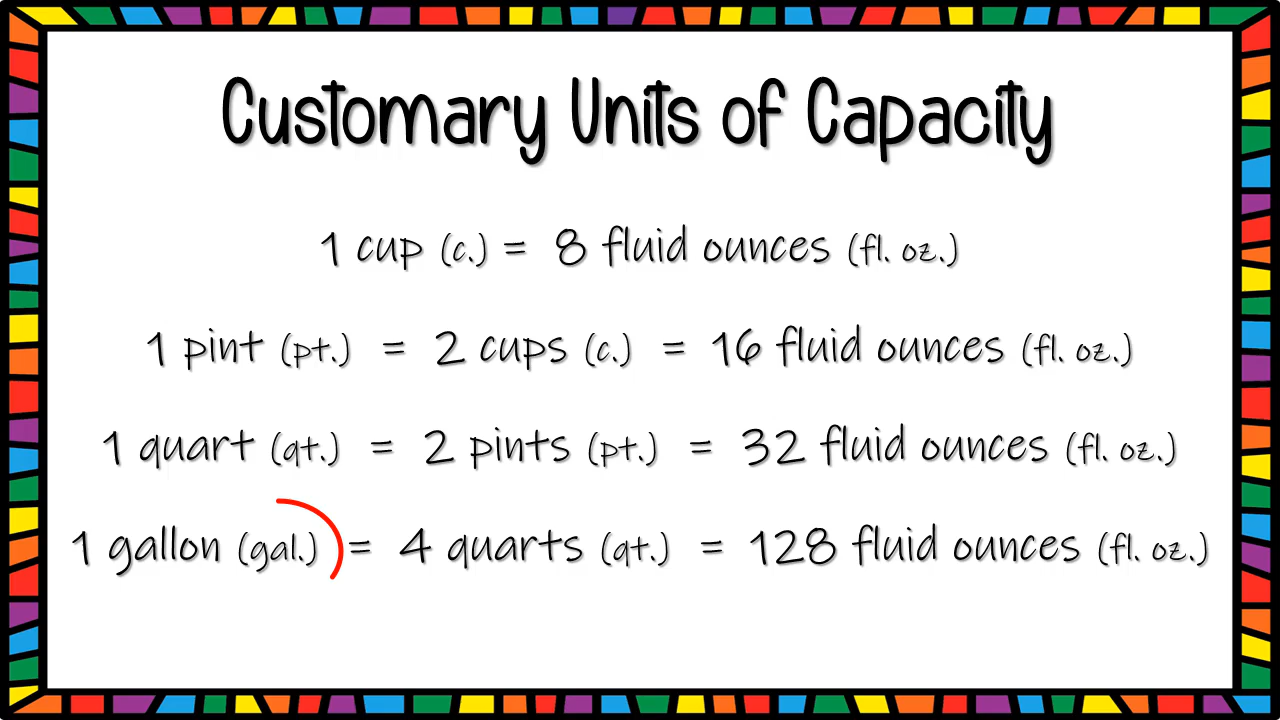 Customary Units of Capacity
1 cup (c.) = 8 fluid ounces (fl. oz.)
1 pint (pt.) = 2 cups (c.) = 16 fluid ounces (fl. oz.)
1 quart (qt.) = 2 pints (pt.) = 32 fluid ounces (fl. oz.)
1 gallon (gal.) = 4 quarts (qt.) = 128 fluid ounces (fl. oz.)